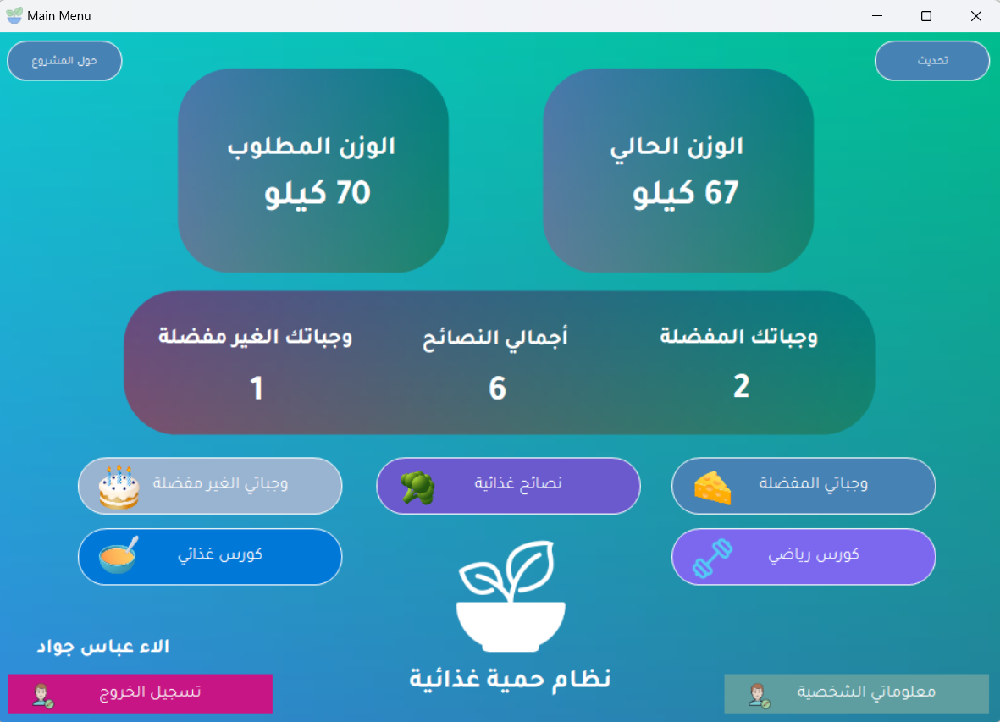 Main Menu
تحديث
حول المشروع
الوزن الحالي
67 كيلو
الوزن المطلوب
70 كيلو
وجباتك المفضلة
2
أجمالي النصائح
6
وجباتك الغير مفضلة
1
وجباتي المفضلة
نصائح غذائية
وجباتي الغير مفضلة
كورس رياضي
كورس غذائي
الاء عباس جواد
نظام حمية غذائية
معلوماتي الشخصية
تسجيل الخروج